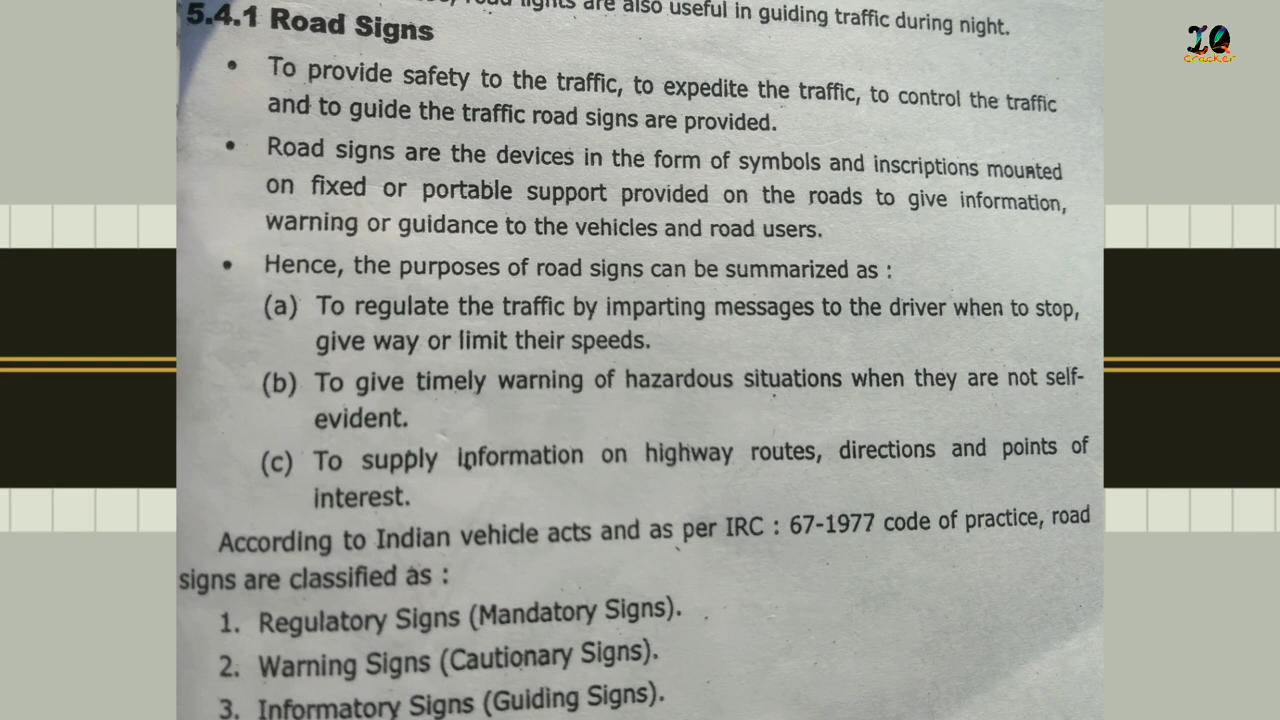 lights are also useful in guiding traffic during night.
5.4.1 Road Signs
• To provide safety to the traffic, to expedite the traffic, to control the traffic
and to guide the traffic road signs are provided.
• Road signs are the devices in the form of symbols and inscriptions mounted
on fixed or portable support provided on the roads to give information,
warning or guidance to the vehicles and road users.
• Hence, the purposes of road signs can be summarized as :
(a) To regulate the traffic by imparting messages to the driver when to stop,
give way or limit their speeds.
(b) To give timely warning of hazardous situations when they are not self-
evident.
(c) To supply information on highway routes, directions and points of
interest.
According to Indian vehicle acts and as per IRC : 67-1977 code of practice, road
signs are classified as :
1. Regulatory Signs (Mandatory Signs).
2. Warning Signs (Cautionary Signs).
3. Informatory Signs (Guiding Signs).
IQ
cracker